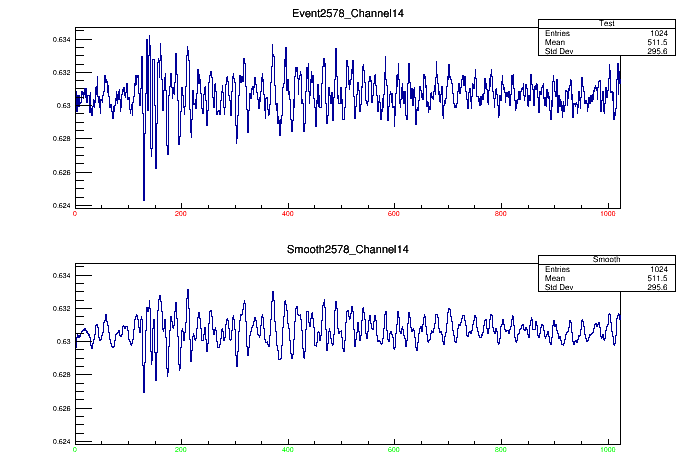 Event2578_Channel14
Test
Entries 1024
Mean 511.5
Std Dev 295.6
0.634
0.632
0.63
0.628
0.626
0.624
0 200 400 600 800 1000
Smooth2578_Channel14
Smooth
Entries 1024
Mean 511.5
Std Dev 295.6
0.634
0.632
0.63
0.628
0.626
0.624
0 200 400 600 800 1000